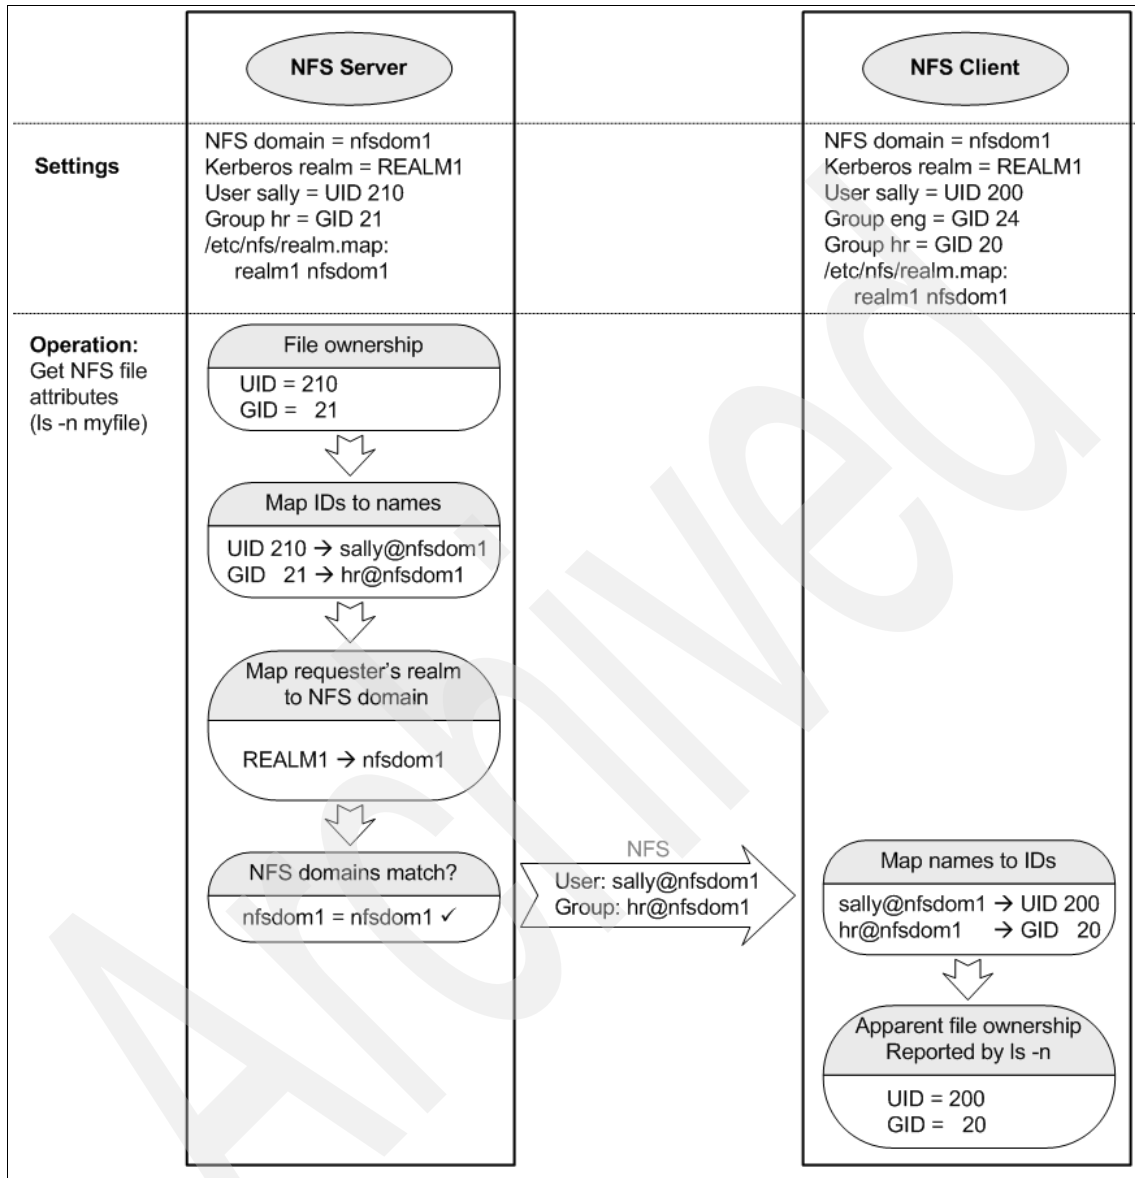 NFS Server
NFS Client
Settings
NFS domain = nfsdom1
Kerberos realm = REALM1
User sally = UID 210
Group hr = GID 21
/etc/nfs/realm.map:
realm1 nfsdom1
NFS domain = nfsdom1
Kerberos realm = REALM1
User sally = UID 200
Group eng = GID 24
Group hr = GID 20
/etc/nfs/realm.map:
realm1 nfsdom1
Operation:
Get NFS file
attributes
(ls -n myfile)
File ownership
UID = 210
GID = 21
Map IDs to names
UID 210 → sally@nfsdom1
GID 21 → hr@nfsdom1
Map requester's realm
to NFS domain
REALM1 → nfsdom1
NFS domains match?
nfsdom1 = nfsdom1 ✓
NFS
User: sally@nfsdom1
Group: hr@nfsdom1
Map names to IDs
sally@nfsdom1 → UID 200
hr@nfsdom1 → GID 20
Apparent file ownership
Reported by ls -n
UID = 200
GID = 20
Archived